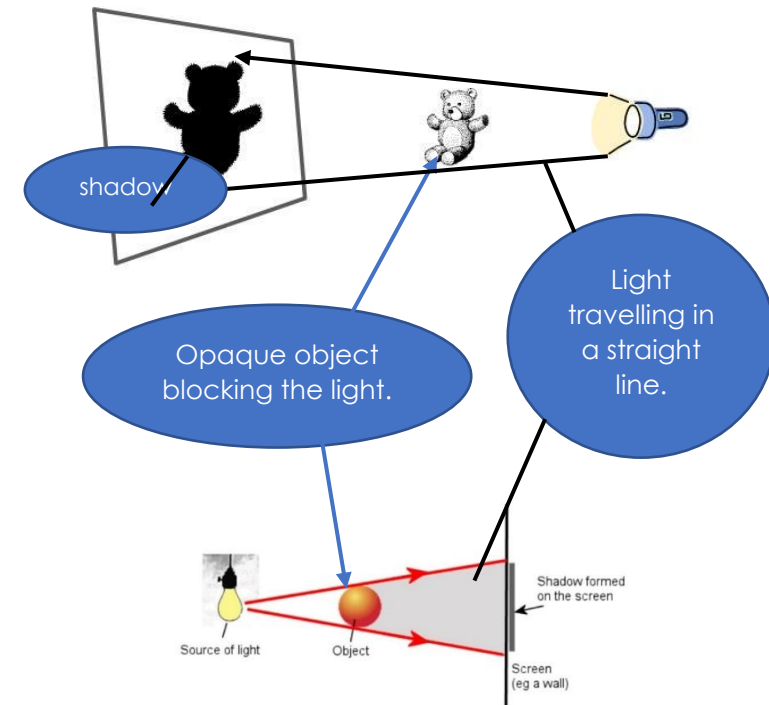 shadow
Light
travelling in
a straight
line.
Opaque object
blocking the light.
Shadow formed
on the screen
Source of light
Object
Screen
(eg a wall)